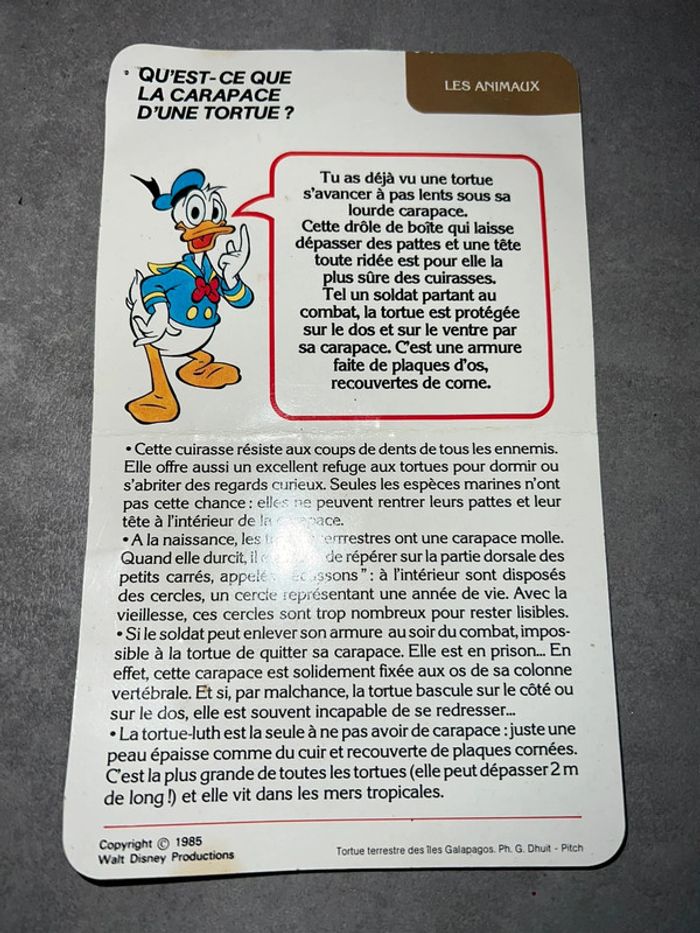 QU'EST-CE QUE
LA CARAPACE
D'UNE TORTUE ?
LES ANIMAUX
Tu as déjà vu une tortue
s'avancer à pas lents sous sa
lourde carapace.
Cette drôle de boîte qui laisse
dépasser des pattes et une tête
toute ridée est pour elle la
plus sûre des cuirasses.
Tel un soldat partant au
combat, la tortue est protégée
sur le dos et sur le ventre par
sa carapace. C'est une armure
faite de plaques d'os,
recouvertes de corne.
• Cette cuirasse résiste aux coups de dents de tous les ennemis.
Elle offre aussi un excellent refuge aux tortues pour dormir ou
s'abriter des regards curieux. Seules les espèces marines n'ont
pas cette chance : elles ne peuvent rentrer leurs pattes et leur
tête à l'intérieur de la carapace.
• A la naissance, les terrrestres ont une carapace molle.
Quand elle durcit, il de répérer sur la partie dorsale des
petits carrés, : à l'intérieur sont disposés
des cercles, un cercle représentant une année de vie. Avec la
vieillesse, ces cercles sont trop nombreux pour rester lisibles.
• Si le soldat peut enlever son armure au soir du combat, impos-
sible à la tortue de quitter sa carapace. Elle est en prison... En
effet, cette carapace est solidement fixée aux os de sa colonne
vertébrale. Et si, par malchance, la tortue bascule sur le côté ou
sur le dos, elle est souvent incapable de se redresser...
• La tortue-luth est la seule à ne pas avoir de carapace : juste une
peau épaisse comme du cuir et recouverte de plaques cornées.
C'est la plus grande de toutes les tortues (elle peut dépasser 2 m
de long !) et elle vit dans les mers tropicales.
Copyright © 1985
Walt Disney Productions
Tortue terrestre des îles Galapagos. Ph. G. Dhuit - Pitch